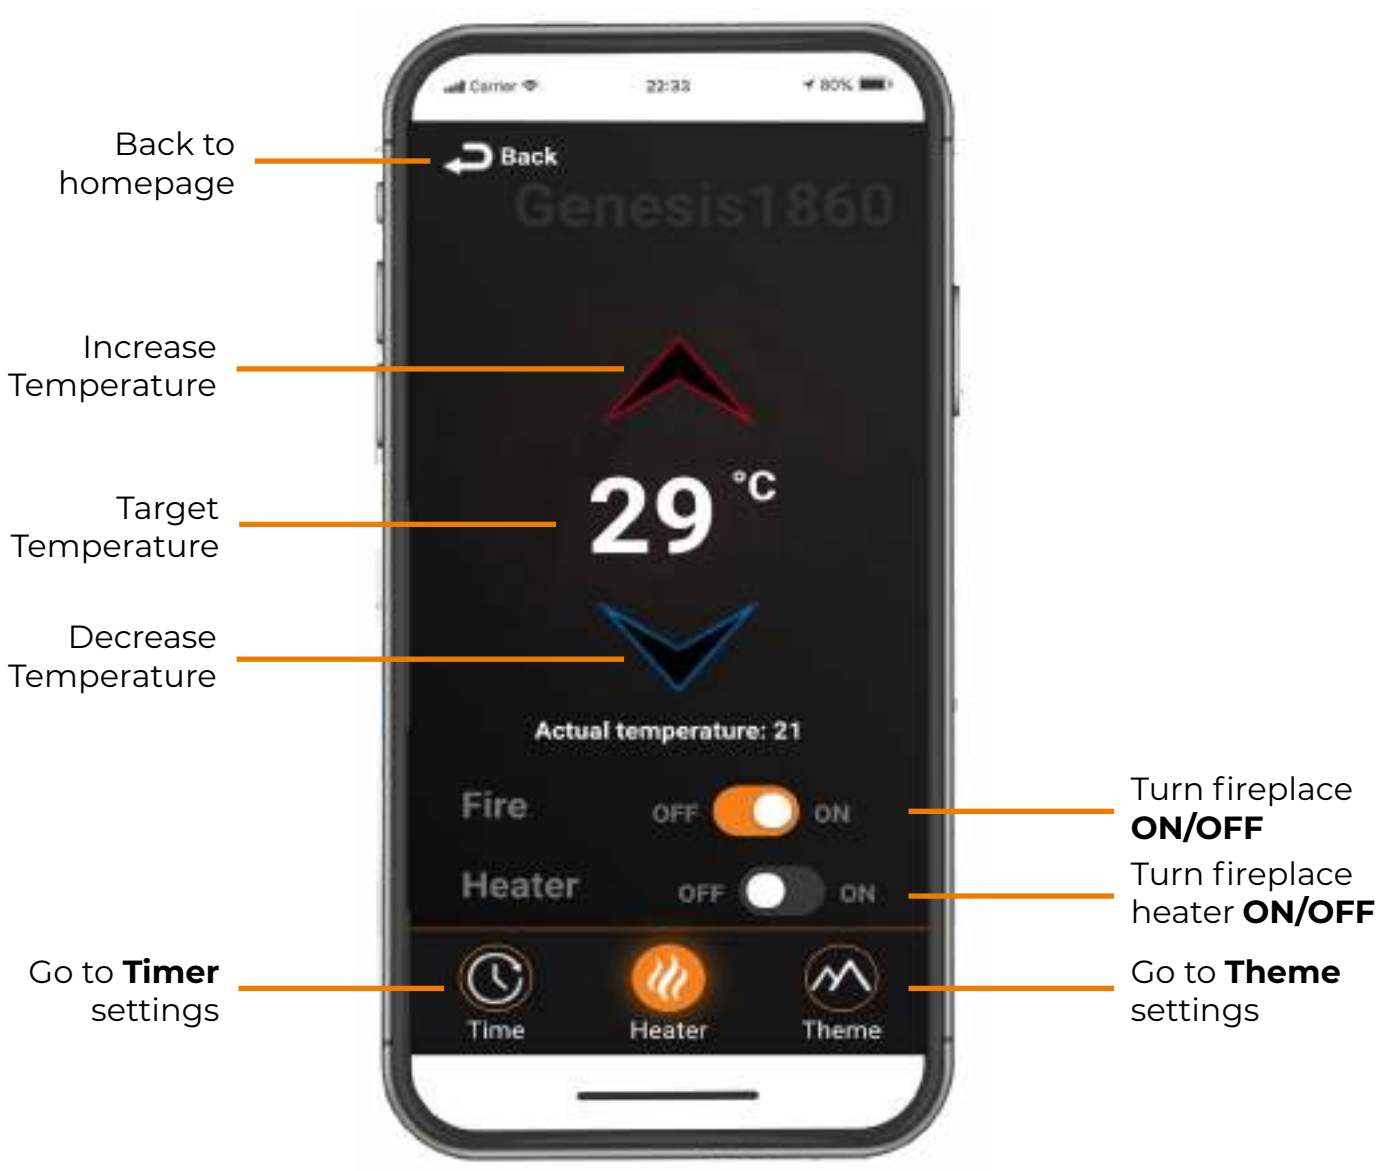 Carrier
22:33
80%
Back to
homepage
Back
Genesis1860
Increase
Temperature
29 °C
Target
Temperature
Decrease
Temperature
Actual temperature: 21
Fire OFF ON
Turn fireplace
ON/OFF
Heater OFF ON
Turn fireplace
heater ON/OFF
Go to Timer
settings
Time
Heater
Theme
Go to Theme
settings